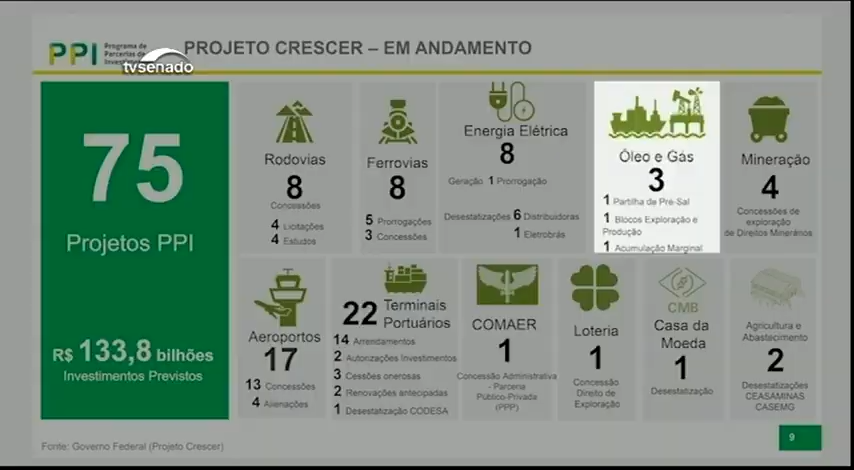 PPI
Programa de
Parcerias de
Investimentos
tvsenado
PROJETO CRESCER – EM ANDAMENTO
75
Projetos PPI
R$ 133,8 bilhões
Investimentos Previstos
Rodovias
8
Concessões
4 Licitações
4 Estudos
Ferrovias
8
5 Prorrogações
3 Concessões
Energia Elétrica
8
Geração 1 Prorrogação
Desestatizações 6 Distribuidoras
1 Eletrobrás
Óleo e Gás
3
1 Partilha de Pré-Sal
1 Blocos Exploração e
Produção
1 Acumulação Marginal
Mineração
4
Concessões de
exploração
de Direitos Minerários
Aeroportos
17
13 Concessões
4 Alienações
22 Terminais
Portuários
14 Arrendamentos
2 Autorizações Investimentos
3 Cessões onerosas
2 Renovações antecipadas
1 Desestatização CODESA
COMAER
1
Concessão Administrativa
- Parceria
Público-Privada
(PPP)
Loteria
1
Concessão
Direito de
Exploração
CMB
Casa da
Moeda
1
Desestatização
Agricultura e
Abastecimento
2
Desestatizações
CEASAMINAS
CASEMG
Fonte: Governo Federal (Projeto Crescer)
9